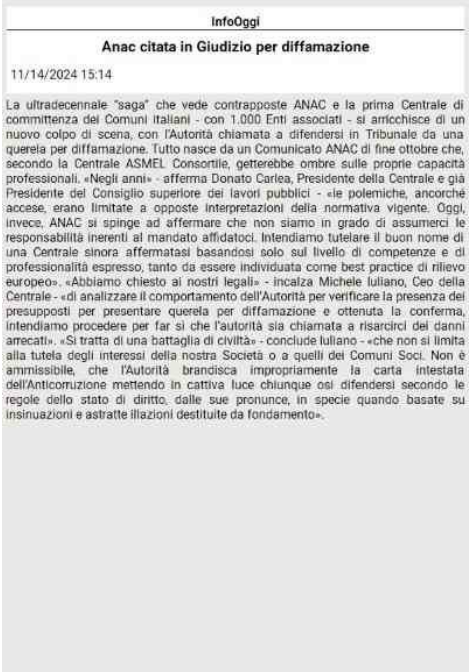 InfoOggi
Anac citata in Giudizio per diffamazione
11/14/2024 15:14
La ultradecennale "saga" che vede contrapposte ANAC e la prima Centrale di
committenza dei Comuni italiani - con 1.000 Enti associati - si arricchisce di un
nuovo colpo di scena, con l'Autorità chiamata a difendersi in Tribunale da una
querela per diffamazione. Tutto nasce da un Comunicato ANAC di fine ottobre che,
secondo la Centrale ASMEL Consortile, getterebbe ombre sulle proprie capacità
professionali. «Negli anni» - afferma Donato Carlea, Presidente della Centrale e già
Presidente del Consiglio superiore dei lavori pubblici - «le polemiche, ancorché
accese, erano limitate a opposte interpretazioni della normativa vigente. Oggi,
invece, ANAC si spinge ad affermare che non siamo in grado di assumerci le
responsabilità inerenti al mandato affidatoci. Intendiamo tutelare il buon nome di
una Centrale sinora affermatasi basandosi solo sul livello di competenze e di
professionalità espresso, tanto da essere individuata come best practice di rilievo
europeo». «Abbiamo chiesto ai nostri legali» - incalza Michele Iuliano, Ceo della
Centrale - «di analizzare il comportamento dell'Autorità per verificare la presenza dei
presupposti per presentare querela per diffamazione e ottenuta la conferma,
intendiamo procedere per far sì che l'autorità sia chiamata a risarcirci dei danni
arrecati». «Si tratta di una battaglia di civiltà» - conclude Iuliano - «che non si limita
alla tutela degli interessi della nostra Società o a quelli dei Comuni Soci. Non è
ammissibile, che l'Autorità brandisca impropriamente la carta intestata
dell'Anticorruzione mettendo in cattiva luce chiunque osi difendersi secondo le
regole dello stato di diritto, dalle sue pronunce, in specie quando basate su
insinuazioni e astratte illazioni destituite da fondamento».